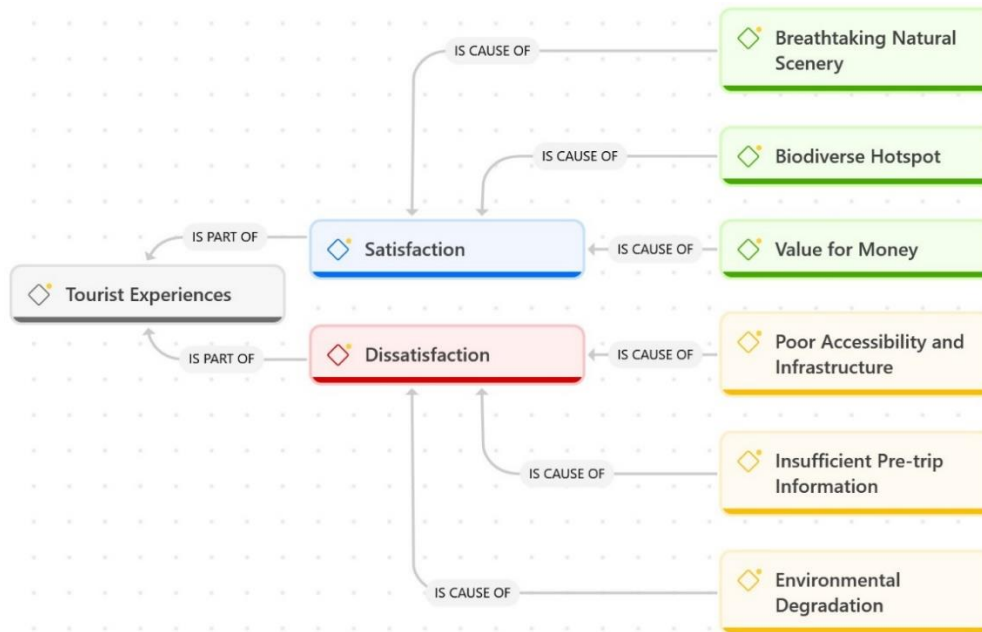 IS CAUSE OF
Breathtaking Natural
Scenery
IS CAUSE OF
Biodiverse Hotspot
IS PART OF
Satisfaction
IS CAUSE OF
Value for Money
Tourist Experiences
IS PART OF
Dissatisfaction
IS CAUSE OF
Poor Accessibility and
Infrastructure
IS CAUSE OF
Insufficient Pre-trip
Information
IS CAUSE OF
Environmental
Degradation